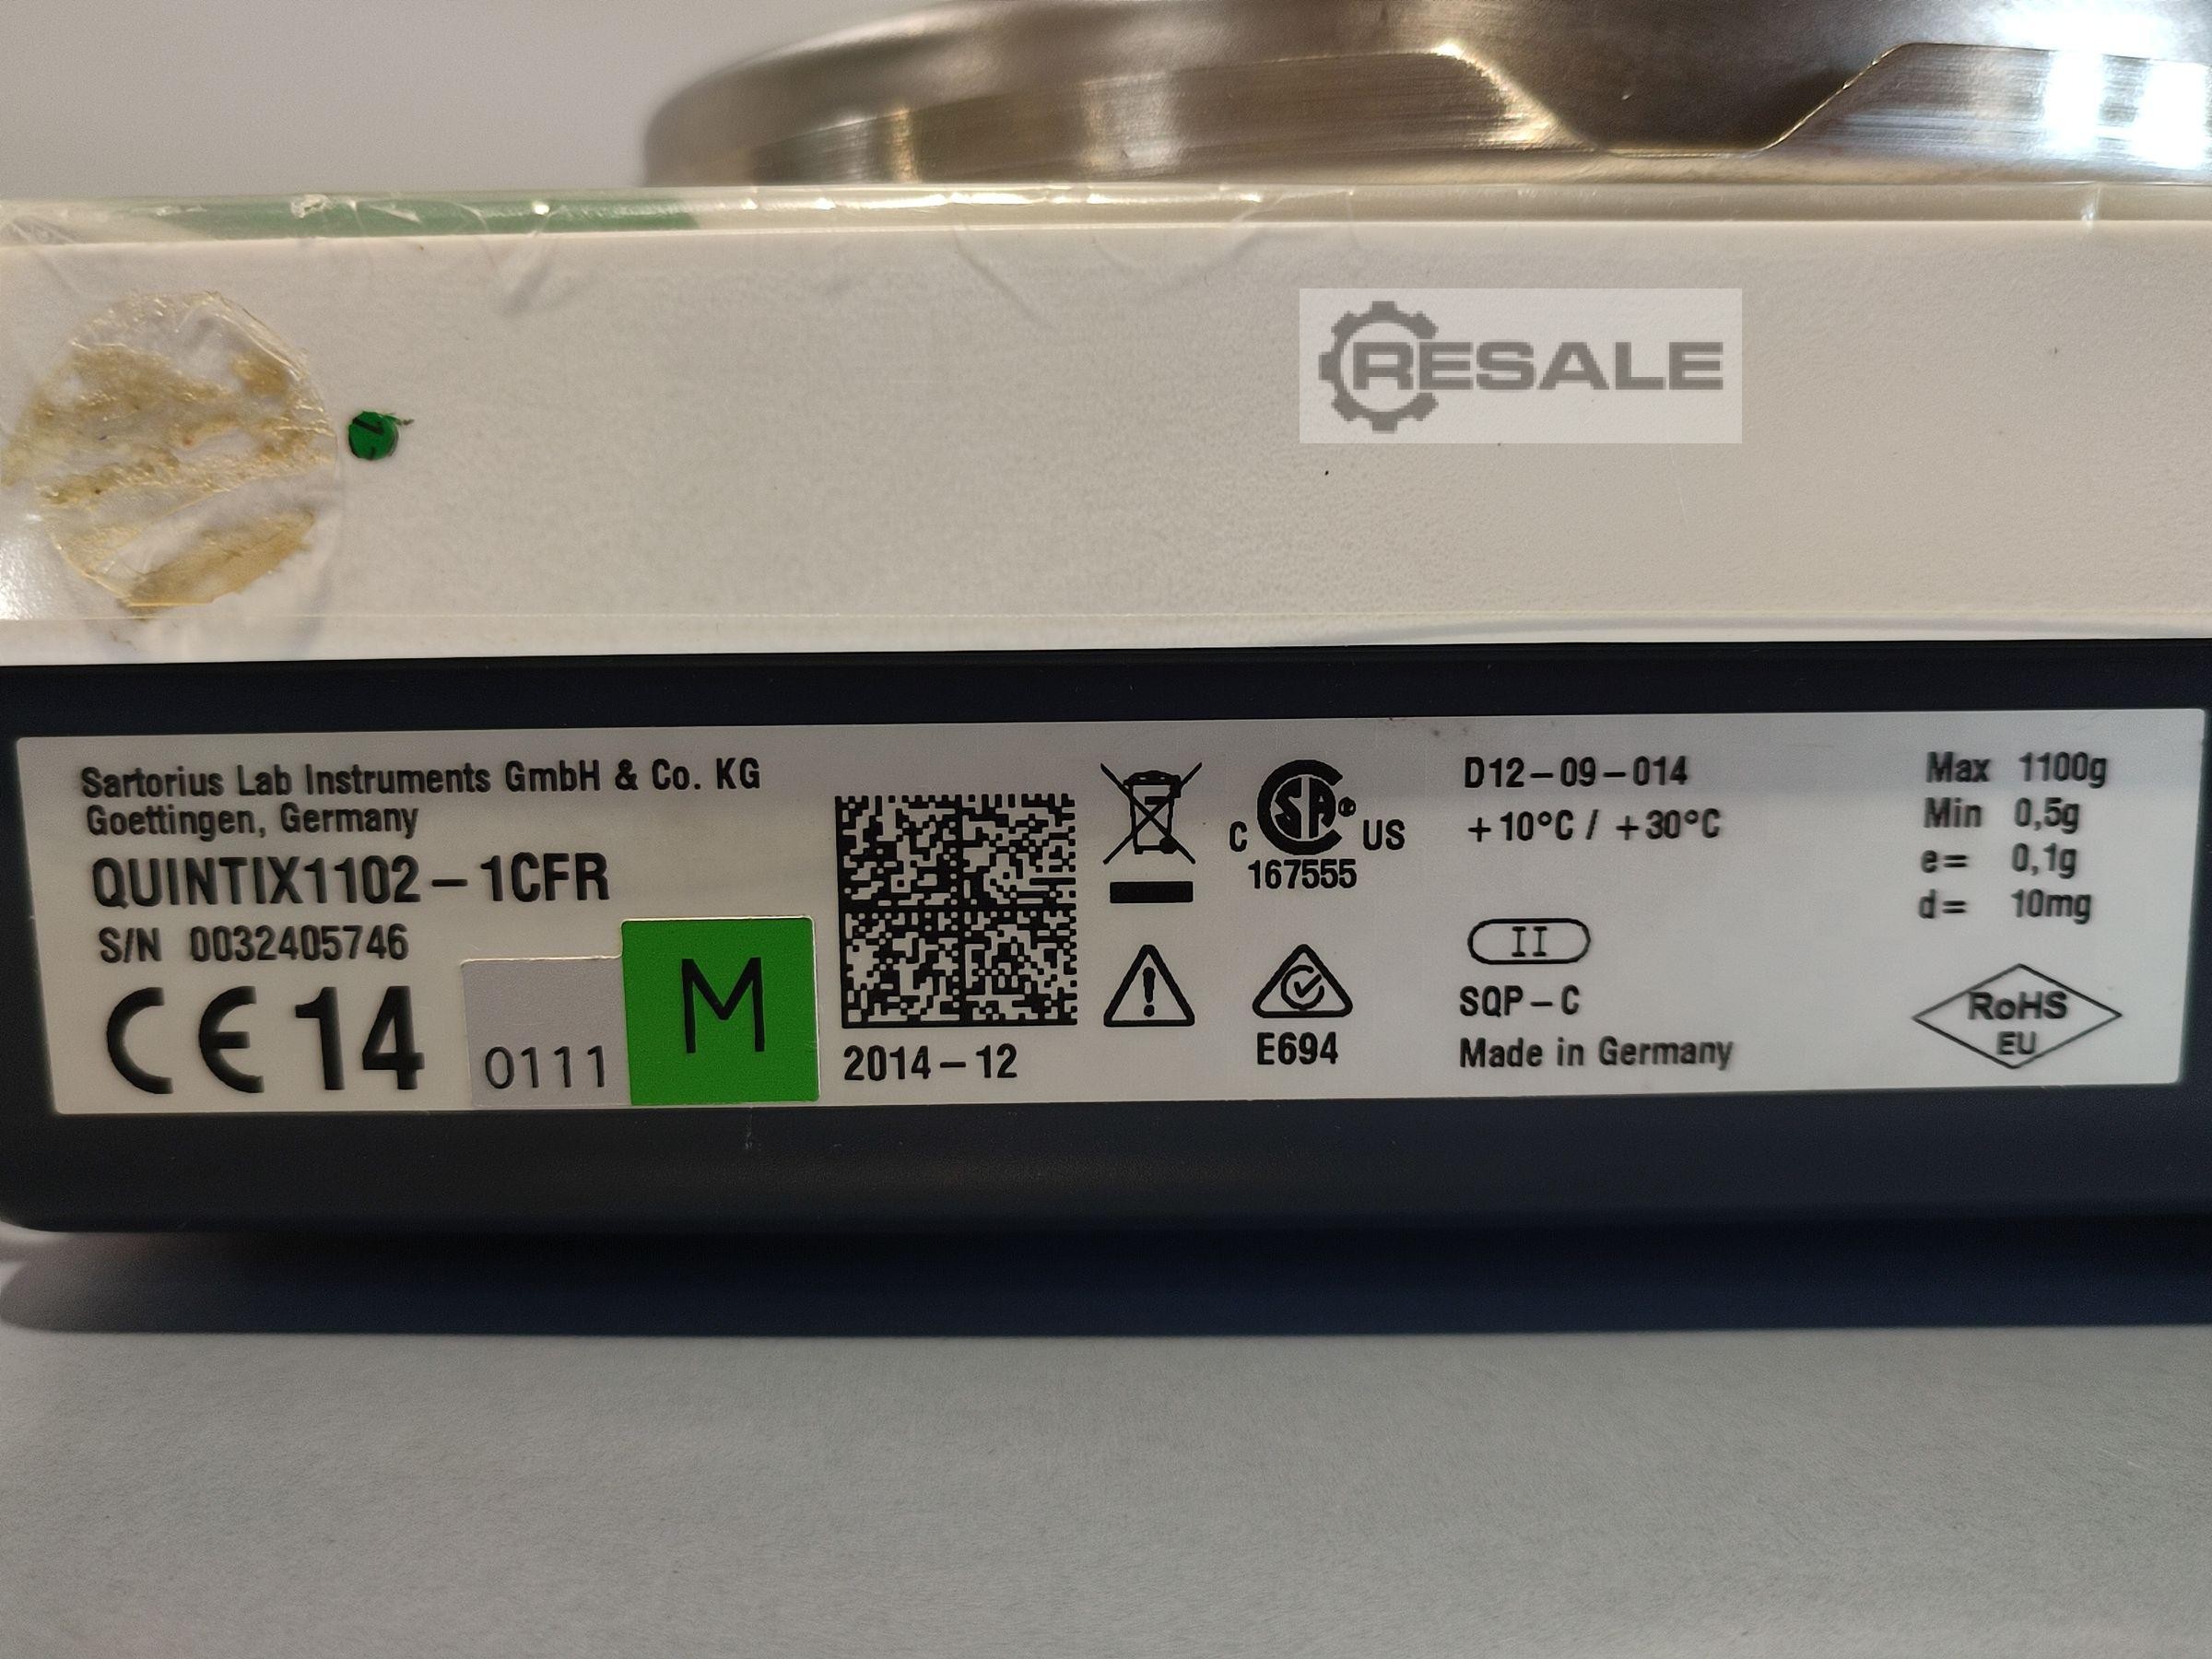 RESALE
Sartorius Lab Instruments GmbH & Co. KG
Goettingen, Germany
QUINTIX1102-1CFR
S/N 0032405746
CE 14
0111
M
2014-12
C SA® US
167555
E694
D12-09-014
+10°C / +30°C
II
SQP-C
Made in Germany
Max 1100g
Min 0,5g
e= 0,1g
d= 10mg
RoHS
EU